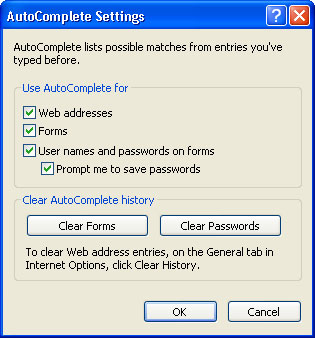 AutoComplete Settings
AutoComplete lists possible matches from entries you've
typed before.
Use AutoComplete for
Web addresses
Forms
User names and passwords on forms
Prompt me to save passwords
Clear AutoComplete history
Clear Forms
Clear Passwords
To clear Web address entries, on the General tab in
Internet Options, click Clear History.
OK
Cancel